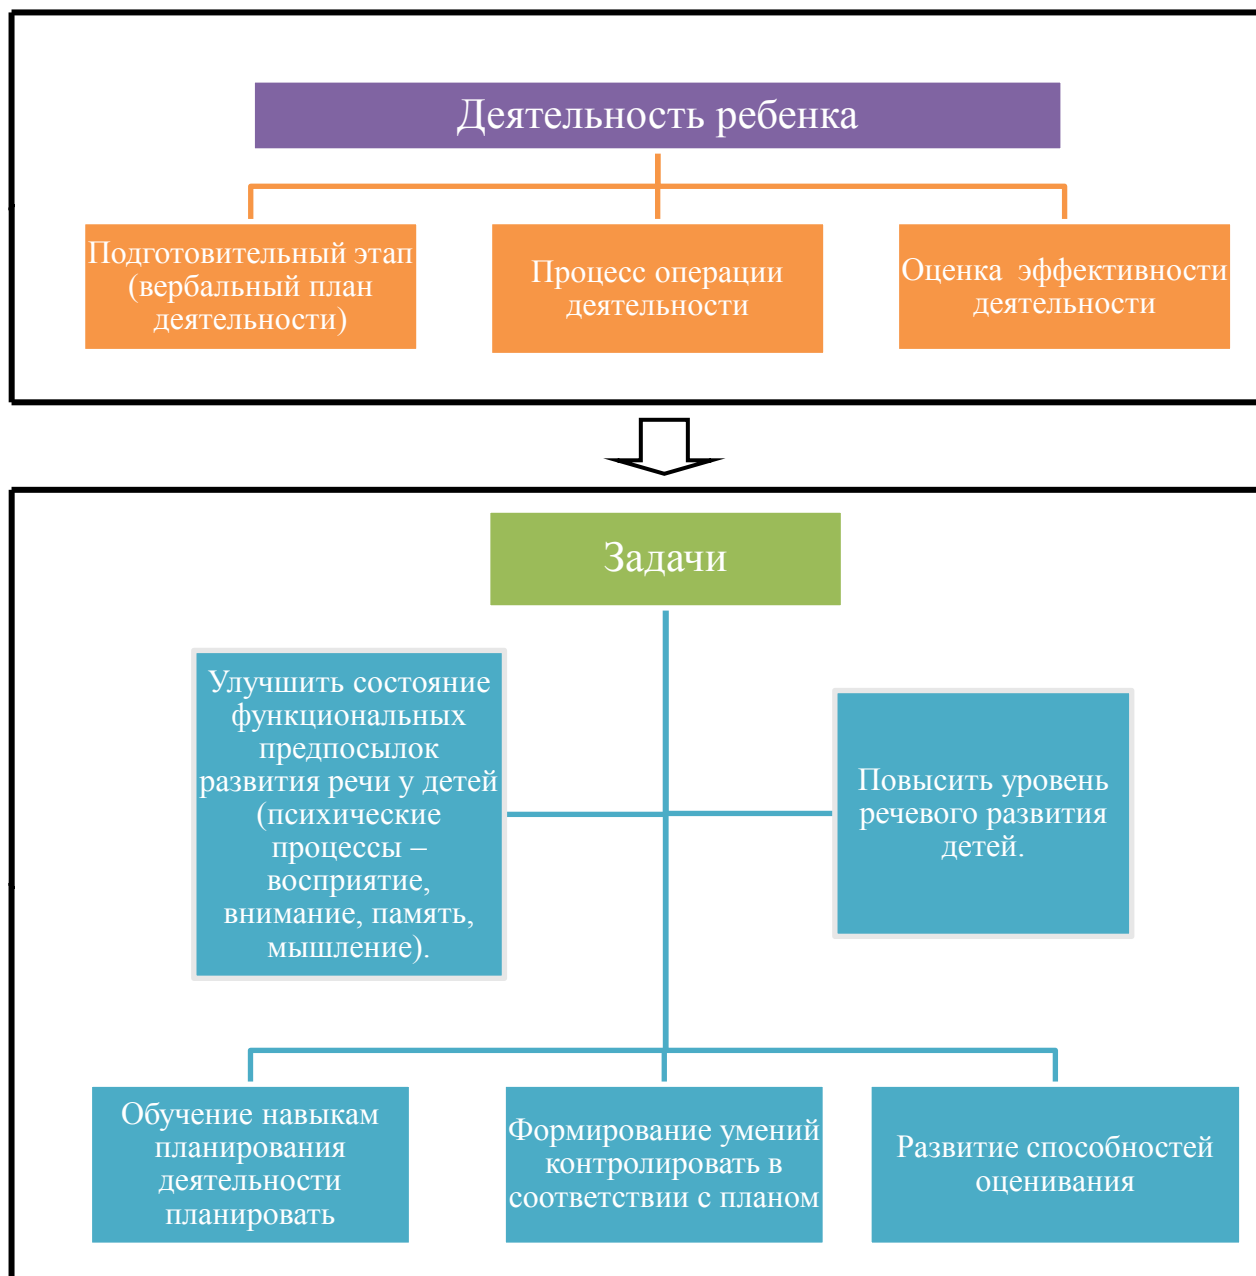 Деятельность ребенка
Подготовительный этап
(вербальный план
деятельности)
Процесс операции
деятельности
Оценка  эффективности
деятельности
Задачи
Улучшить состояние
функциональных
предпосылок
развития речи у детей
(психические
процессы –
восприятие,
внимание, память,
мышление).
Повысить уровень
речевого развития
детей.
Обучение навыкам
планирования
деятельности
планировать
Формирование умений
контролировать в
соответствии с планом
Развитие способностей
оценивания